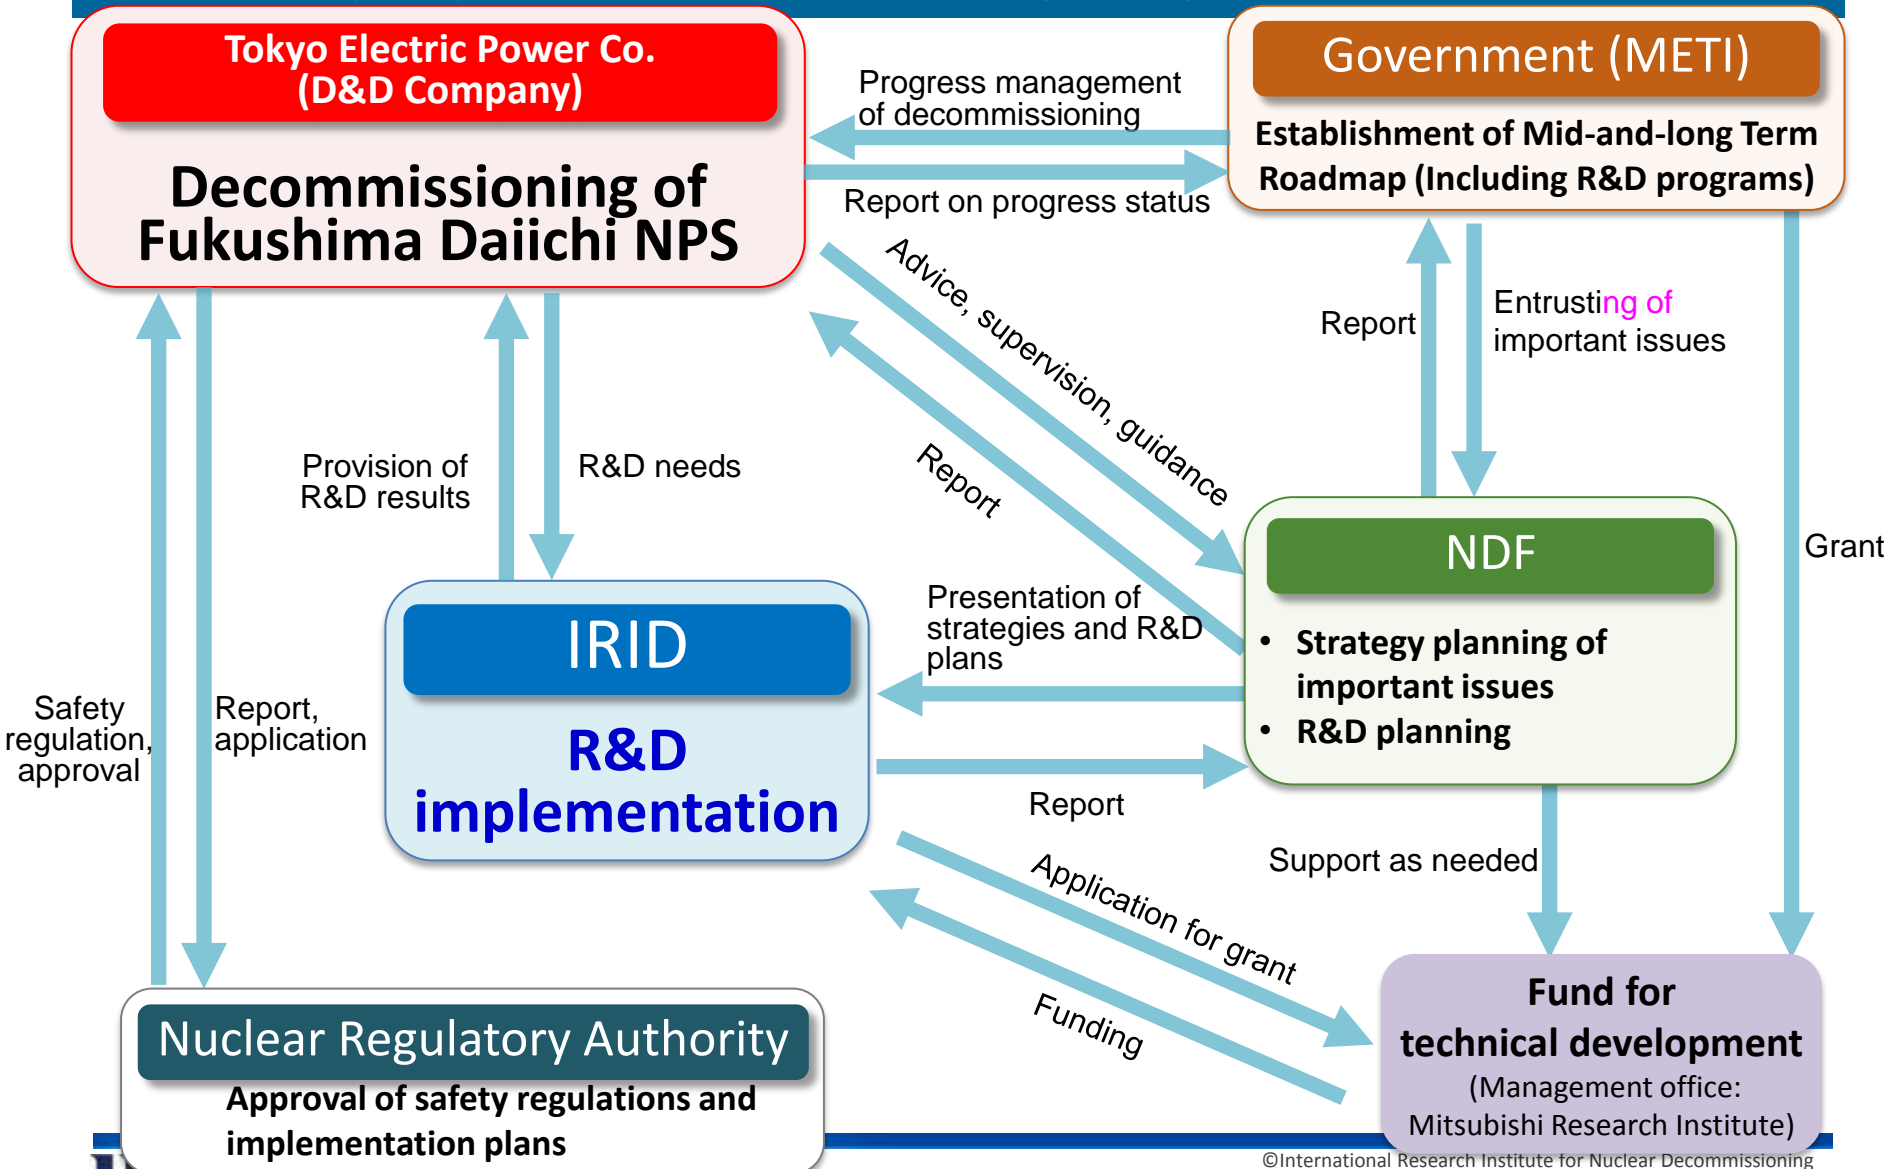 Tokyo Electric Power Co.
(D&D Company)
Decommissioning of
Fukushima Daiichi NPS
Progress management
of decommissioning
Report on progress status
Government (METI)
Establishment of Mid-and-long Term
Roadmap (Including R&D programs)
Advice, supervision, guidance
Report
Report
Entrusting of
important issues
Grant
Provision of
R&D results
R&D needs
NDF
• Strategy planning of
important issues
• R&D planning
Presentation of
strategies and R&D
plans
IRID
R&D
implementation
Report
Safety
regulation,
approval
Report,
application
Support as needed
Application for grant
Funding
Nuclear Regulatory Authority
Approval of safety regulations and
implementation plans
Fund for
technical development
(Management office:
Mitsubishi Research Institute)
©International Research Institute for Nuclear Decommissioning